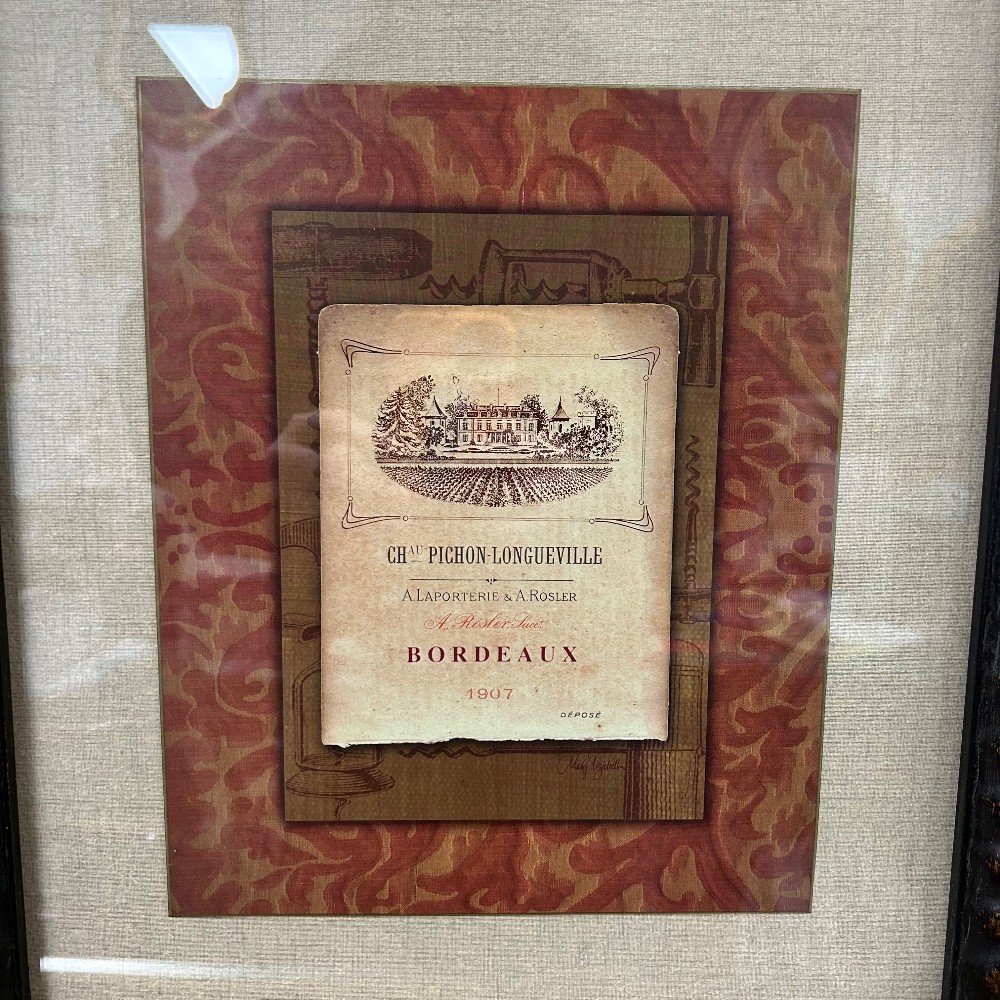 CHAU PICHON-LONGUEVILLE
A. LAPORTERIE & A. ROSLER
A. Rosler Succr
BORDEAUX
1907
DÉPOSÉ